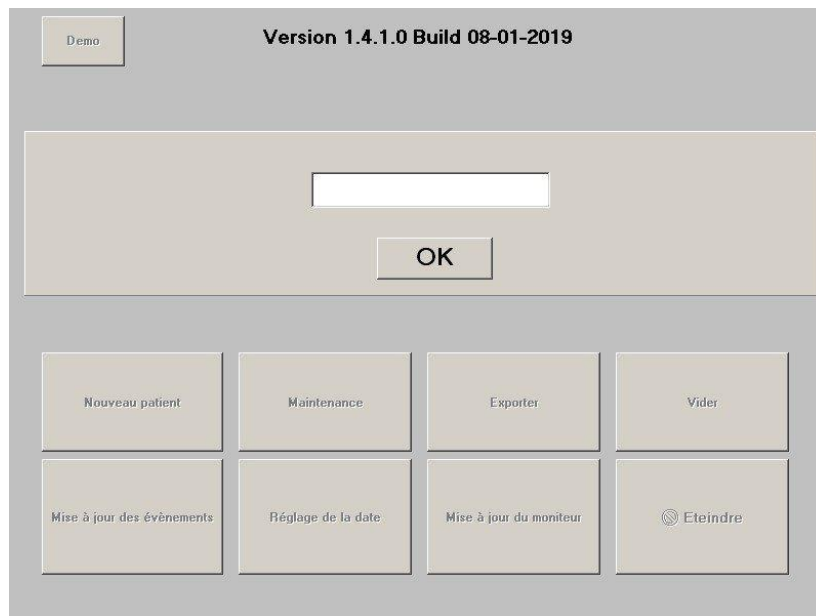 Demo
Version 1.4.1.0 Build 08-01-2019
OK
Nouveau patient
Maintenance
Exporter
Vider
Mise à jour des évènements
Réglage de la date
Mise à jour du moniteur
Eteindre